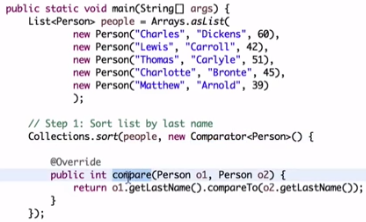 public static void main(String[] args) {
List<Person> people = Arrays.asList(
new Person("Charles", "Dickens", 60),
new Person("Lewis", "Carroll", 42),
new Person("Thomas", "Carlyle", 51),
new Person("Charlotte", "Bronte", 45),
new Person("Matthew", "Arnold", 39)
);
// Step 1: Sort list by last name
Collections.sort(people, new Comparator<Person>() {
@Override
public int compare(Person o1, Person o2) {
return o1.getLastName().compareTo(o2.getLastName());
}
});